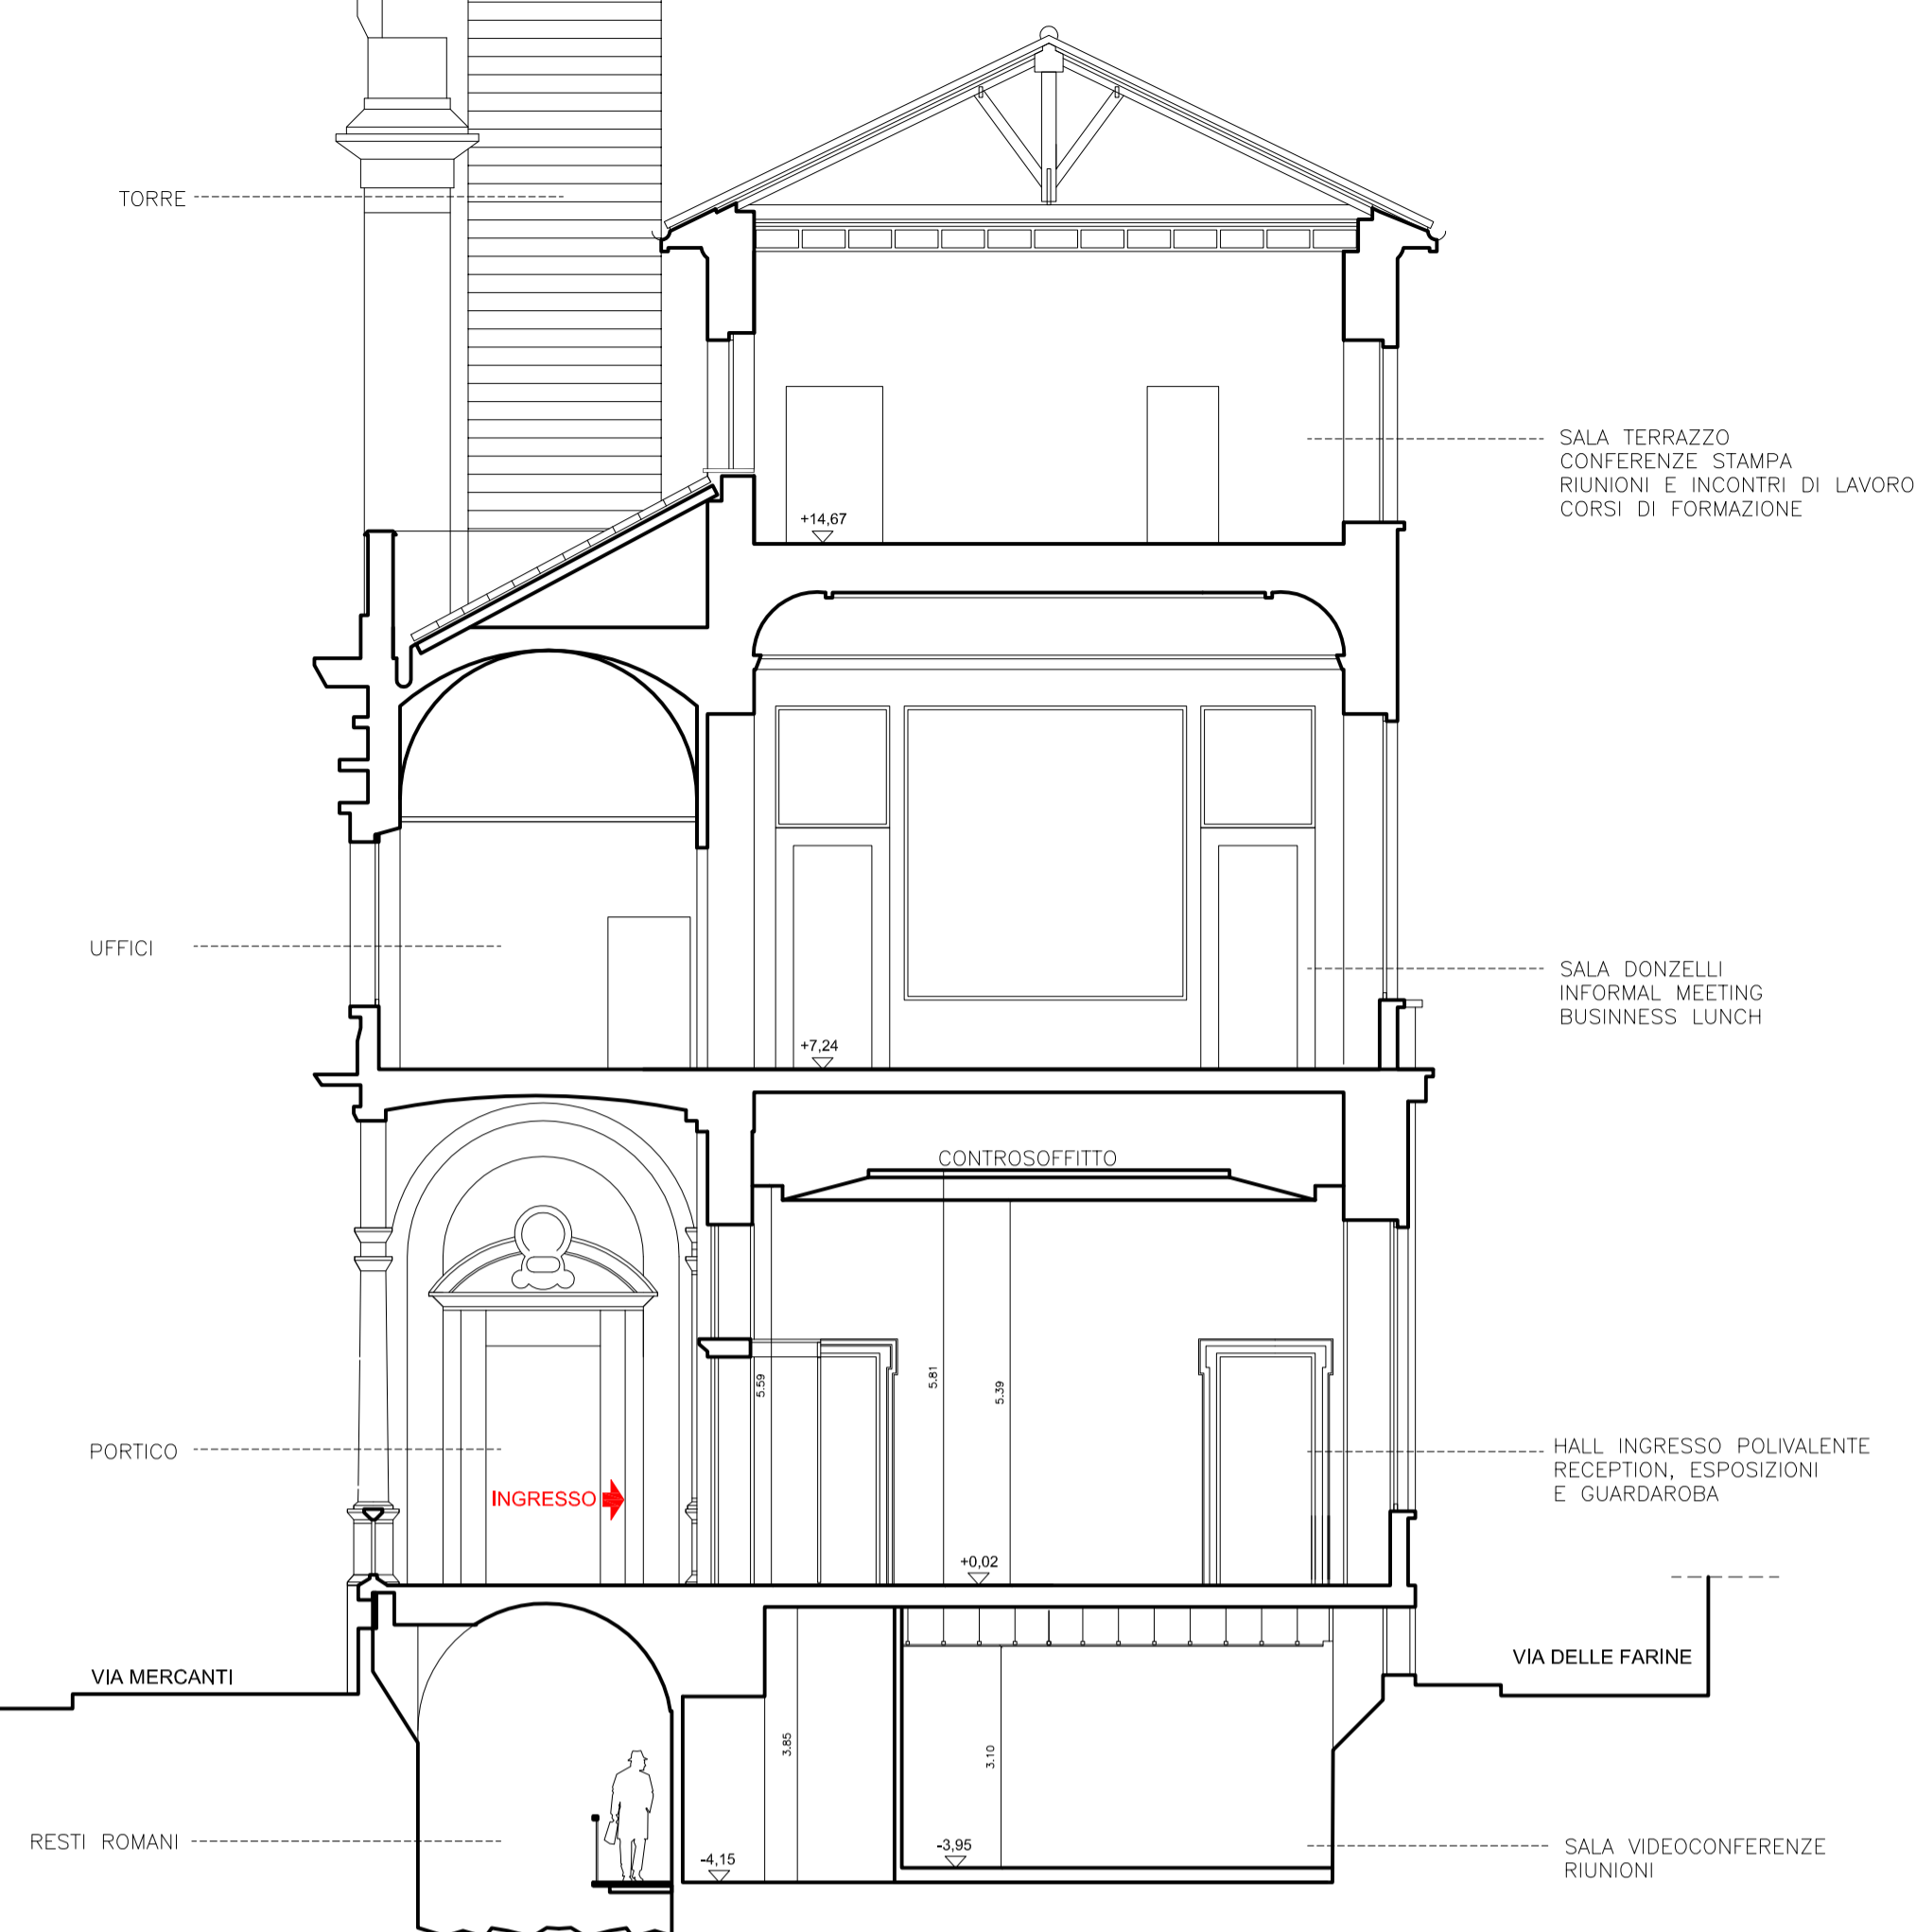 TORRE
SALA TERRAZZO
CONFERENZE STAMPA
RIUNIONI E INCONTRI DI LAVORO
CORSI DI FORMAZIONE
+14,67
UFFICI
SALA DONZELLI
INFORMAL MEETING
BUSINNESS LUNCH
+7,24
CONTROSOFFITTO
5.59
5.81
5.39
PORTICO
INGRESSO
HALL INGRESSO POLIVALENTE
RECEPTION, ESPOSIZIONI
E GUARDAROBA
+0,02
VIA MERCANTI
VIA DELLE FARINE
3.85
3.10
RESTI ROMANI
-4,15
-3,95
SALA VIDEOCONFERENZE
RIUNIONI